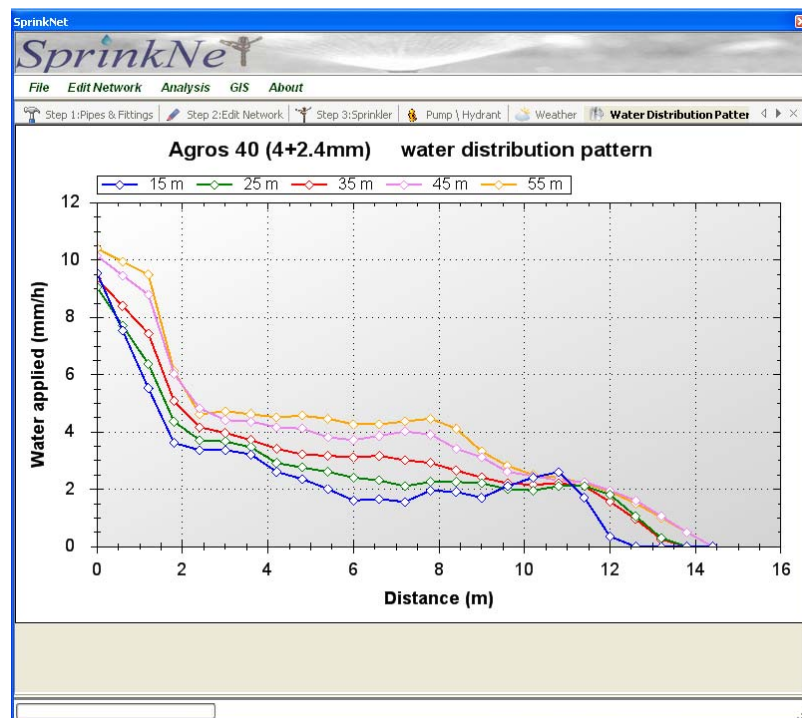 SprinkNet
SprinkNe
File Edit Network Analysis GIS About
Step 1:Pipes & Fittings Step 2:Edit Network Step 3:Sprinkler Pump \ Hydrant Weather Water Distribution Patter
Agros 40 (4+2.4mm) water distribution pattern
15 m 25 m 35 m 45 m 55 m
12
10
8
6
4
2
0
Water applied (mm/h)
0 2 4 6 8 10 12 14 16
Distance (m)